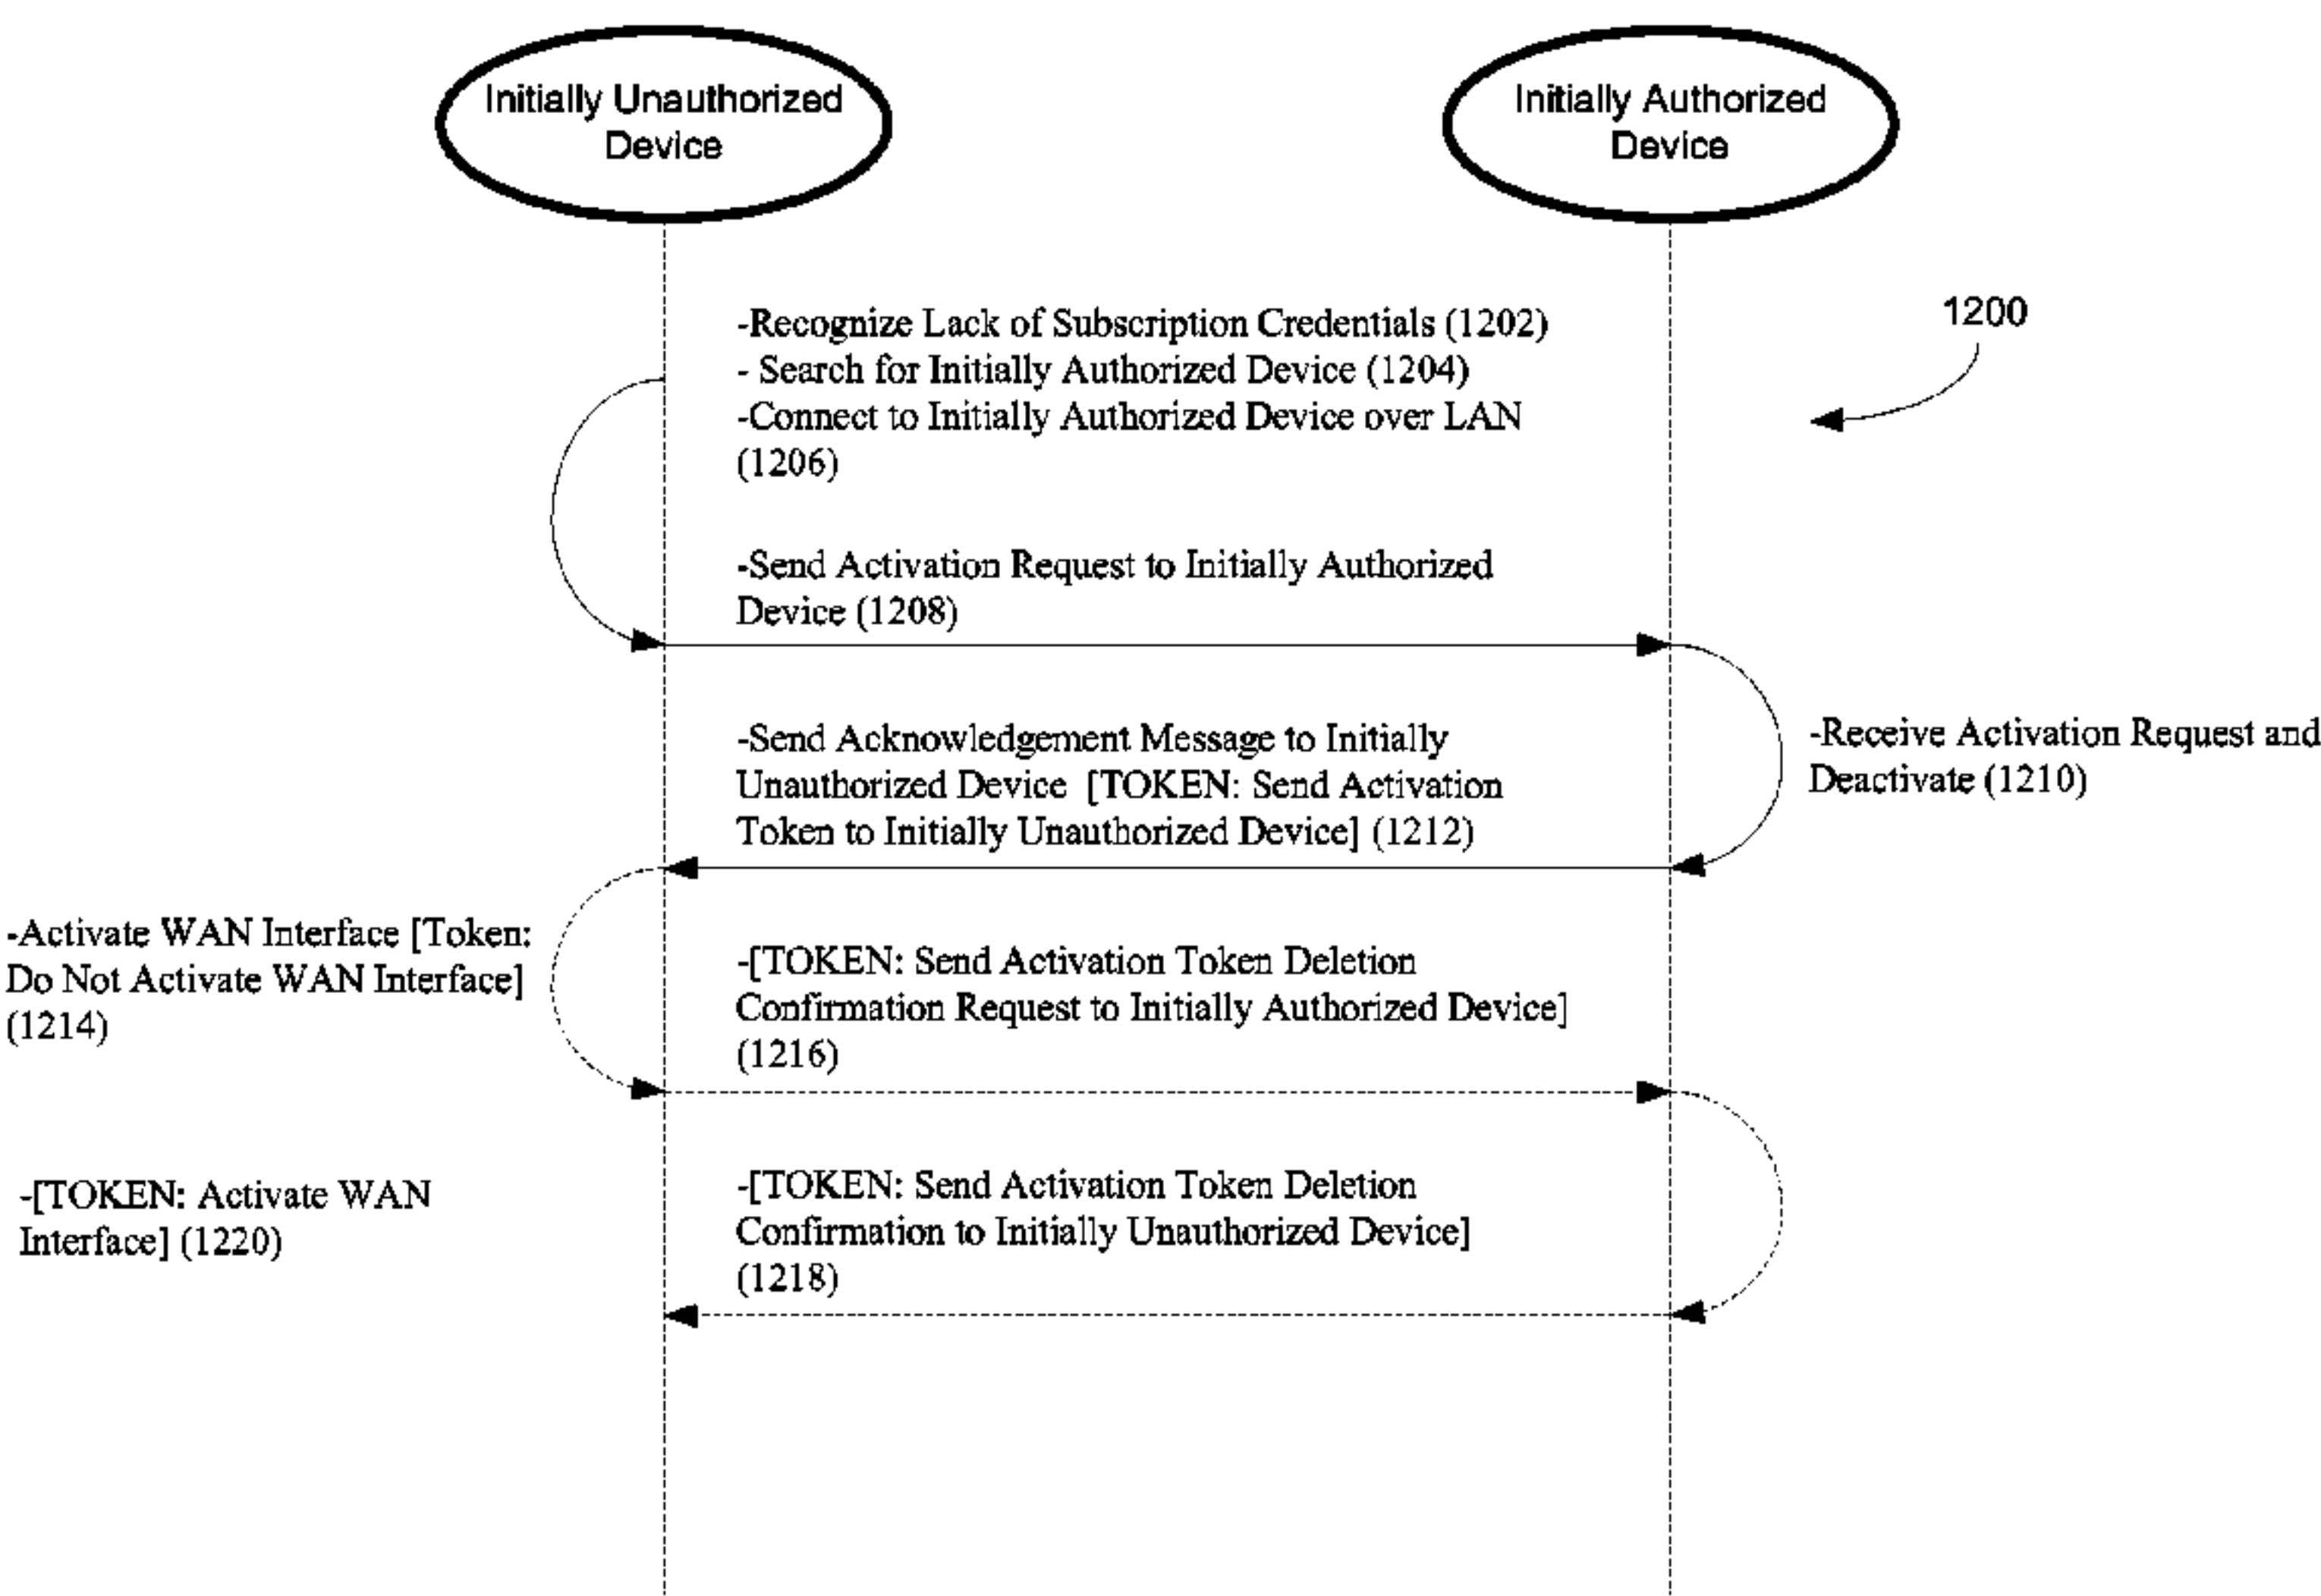 Initially Unauthorized
Device
Initially Authorized
Device
1200
-Recognize Lack of Subscription Credentials (1202)
- Search for Initially Authorized Device (1204)
-Connect to Initially Authorized Device over LAN
(1206)
-Send Activation Request to Initially Authorized
Device (1208)
-Receive Activation Request and
Deactivate (1210)
-Send Acknowledgement Message to Initially
Unauthorized Device [TOKEN: Send Activation
Token to Initially Unauthorized Device] (1212)
-Activate WAN Interface [Token:
Do Not Activate WAN Interface]
(1214)
-[TOKEN: Send Activation Token Deletion
Confirmation Request to Initially Authorized Device]
(1216)
-[TOKEN: Send Activation Token Deletion
Confirmation to Initially Unauthorized Device]
(1218)
-[TOKEN: Activate WAN
Interface] (1220)